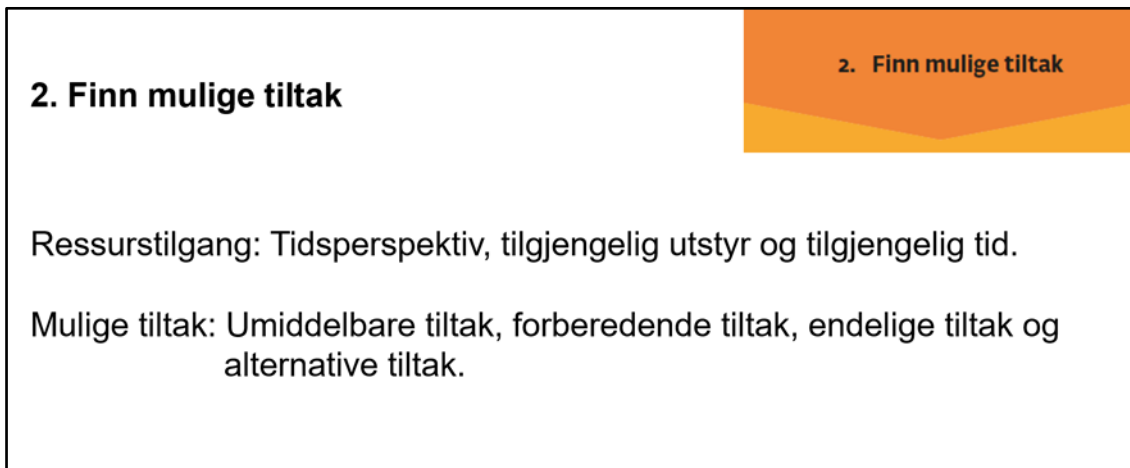 2. Finn mulige tiltak
2. Finn mulige tiltak
Ressurstilgang: Tidsperspektiv, tilgjengelig utstyr og tilgjengelig tid.
Mulige tiltak: Umiddelbare tiltak, forberedende tiltak, endelige tiltak og
alternative tiltak.